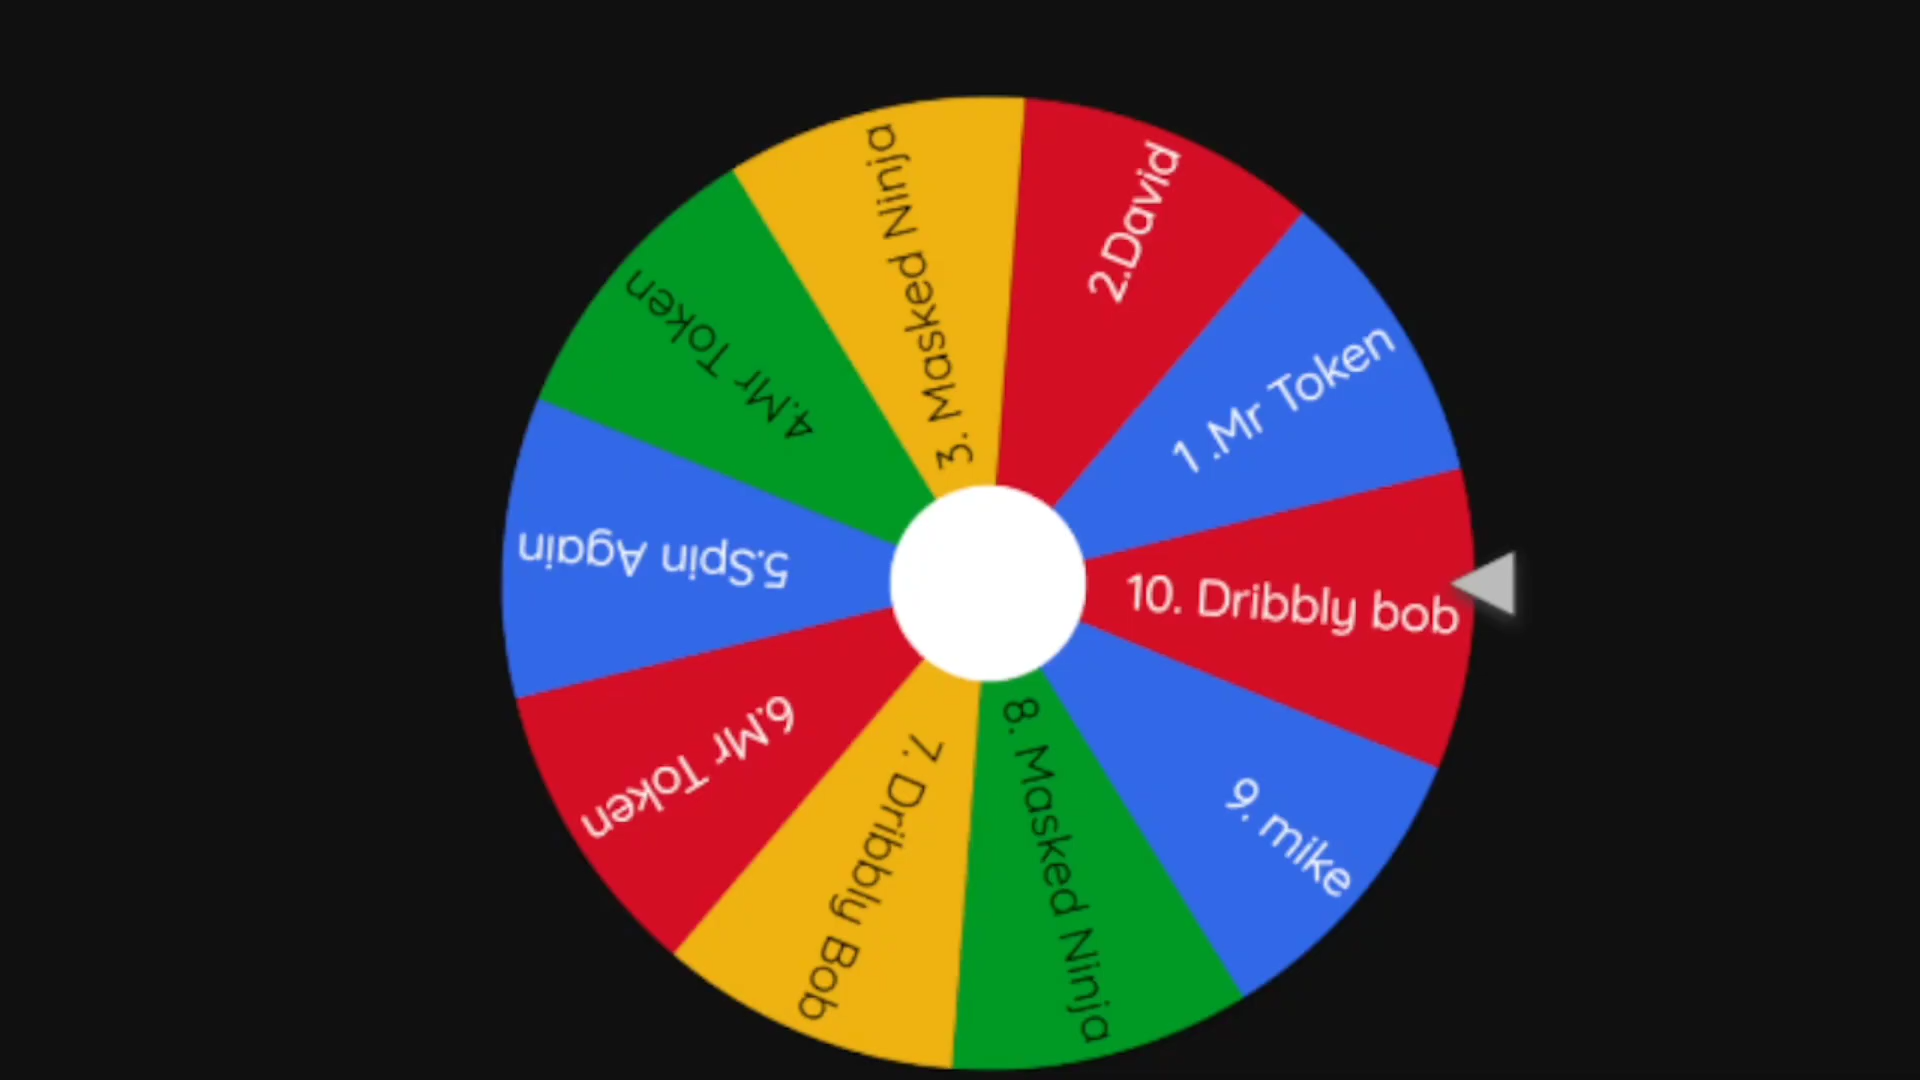 1 .Mr Token
2.David
3. Masked Ninja
4.Mr Token
5.Spin Again
6.Mr Token
7. Dribbly Bob
8. Masked Ninja
9. mike
10. Dribbly bob